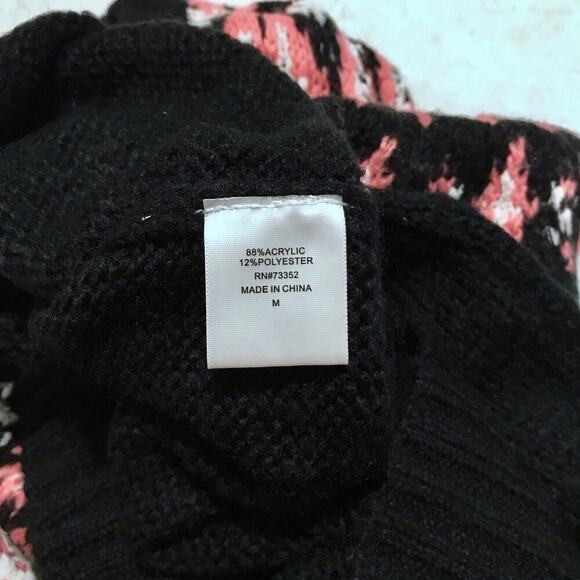 88%ACRYLIC
12%POLYESTER
RN#73352
MADE IN CHINA
M